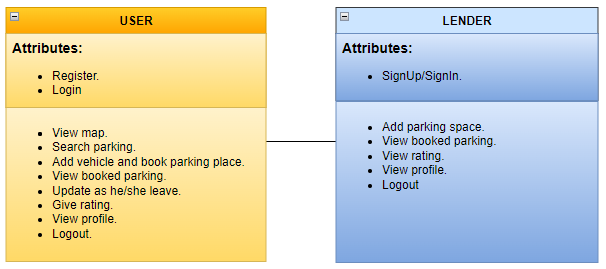 USER
Attributes:
Register.
Login
View map.
Search parking.
Add vehicle and book parking place.
View booked parking.
Update as he/she leave.
Give rating.
View profile.
Logout.
LENDER
Attributes:
SignUp/SignIn.
Add parking space.
View booked parking.
View rating.
View profile.
Logout